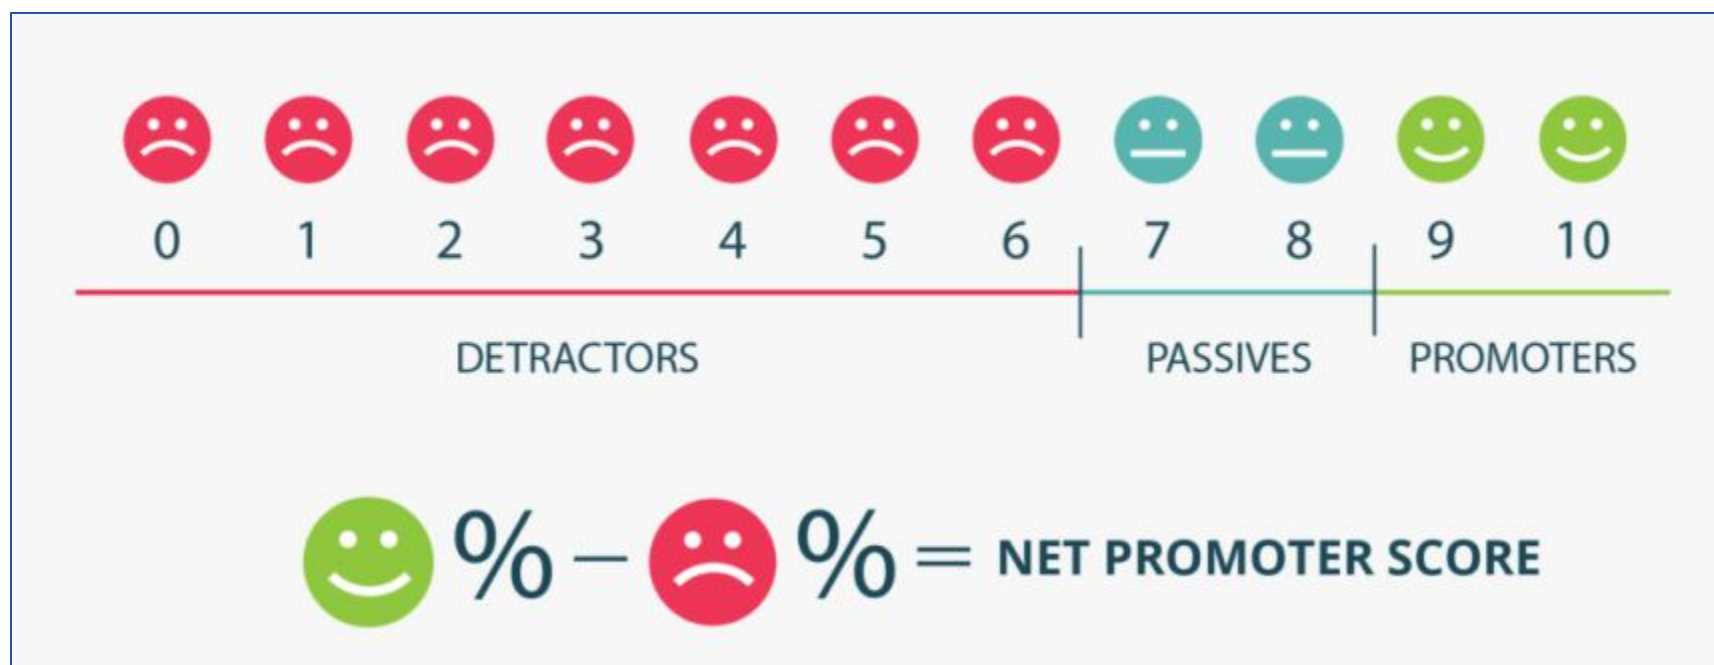 0 1 2 3 4 5 6 7 8 9 10
DETRACTORS PASSIVES PROMOTERS
% – % = NET PROMOTER SCORE